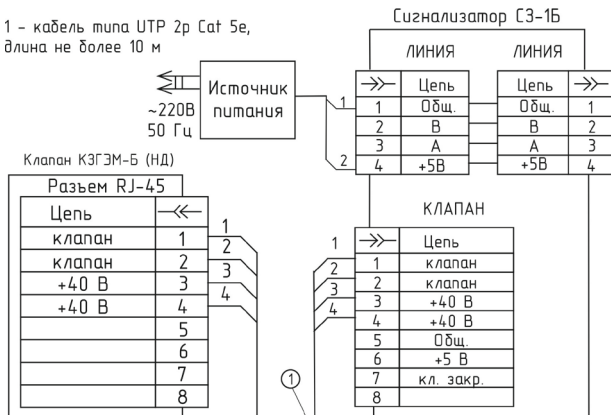 1 - кабель типа UTP 2p Cat 5e,
длина не более 10 м
Сигнализатор СЗ-1Б
ЛИНИЯ
ЛИНИЯ
Источник
питания
~220В
50 Гц
1
2
Цепь
1 Общ.
2 В
3 А
4 +5В
Цепь
Общ. 1
В 2
А 3
+5В 4
Клапан КЗГЭМ-Б (НД)
Разъем RJ-45
Цепь
клапан 1
клапан 2
+40 В 3
+40 В 4
5
6
7
8
1
2
3
4
1
КЛАПАН
1
2
3
4
Цепь
1 клапан
2 клапан
3 +40 В
4 +40 В
5 Общ.
6 +5 В
7 кл. закр.
8